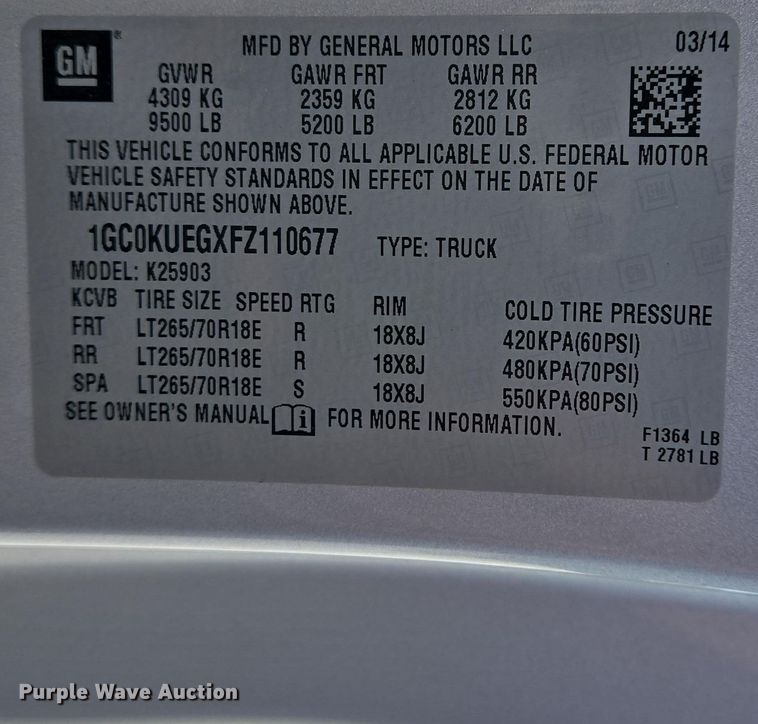 GM ®
MFD BY GENERAL MOTORS LLC 03/14
GVWR GAWR FRT GAWR RR
4309 KG 2359 KG 2812 KG
9500 LB 5200 LB 6200 LB
THIS VEHICLE CONFORMS TO ALL APPLICABLE U.S. FEDERAL MOTOR
VEHICLE SAFETY STANDARDS IN EFFECT ON THE DATE OF
MANUFACTURE SHOWN ABOVE.
1GC0KUEGXFZ110677 TYPE: TRUCK
MODEL: K25903
KCVB TIRE SIZE SPEED RTG RIM COLD TIRE PRESSURE
FRT LT265/70R18E R 18X8J 420KPA(60PSI)
RR LT265/70R18E R 18X8J 480KPA(70PSI)
SPA LT265/70R18E S 18X8J 550KPA(80PSI)
SEE OWNER'S MANUAL i FOR MORE INFORMATION.
F1364 LB
T 2781 LB
Purple Wave Auction